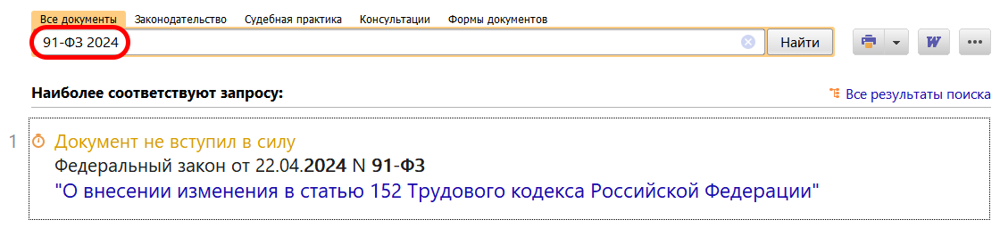 Все документы Законодательство Судебная практика Консультации Формы документов
91-ФЗ 2024 Найти W
Наиболее соответствуют запросу: Все результаты поиска
1 Документ не вступил в силу
Федеральный закон от 22.04.2024 N 91-ФЗ
"О внесении изменения в статью 152 Трудового кодекса Российской Федерации"